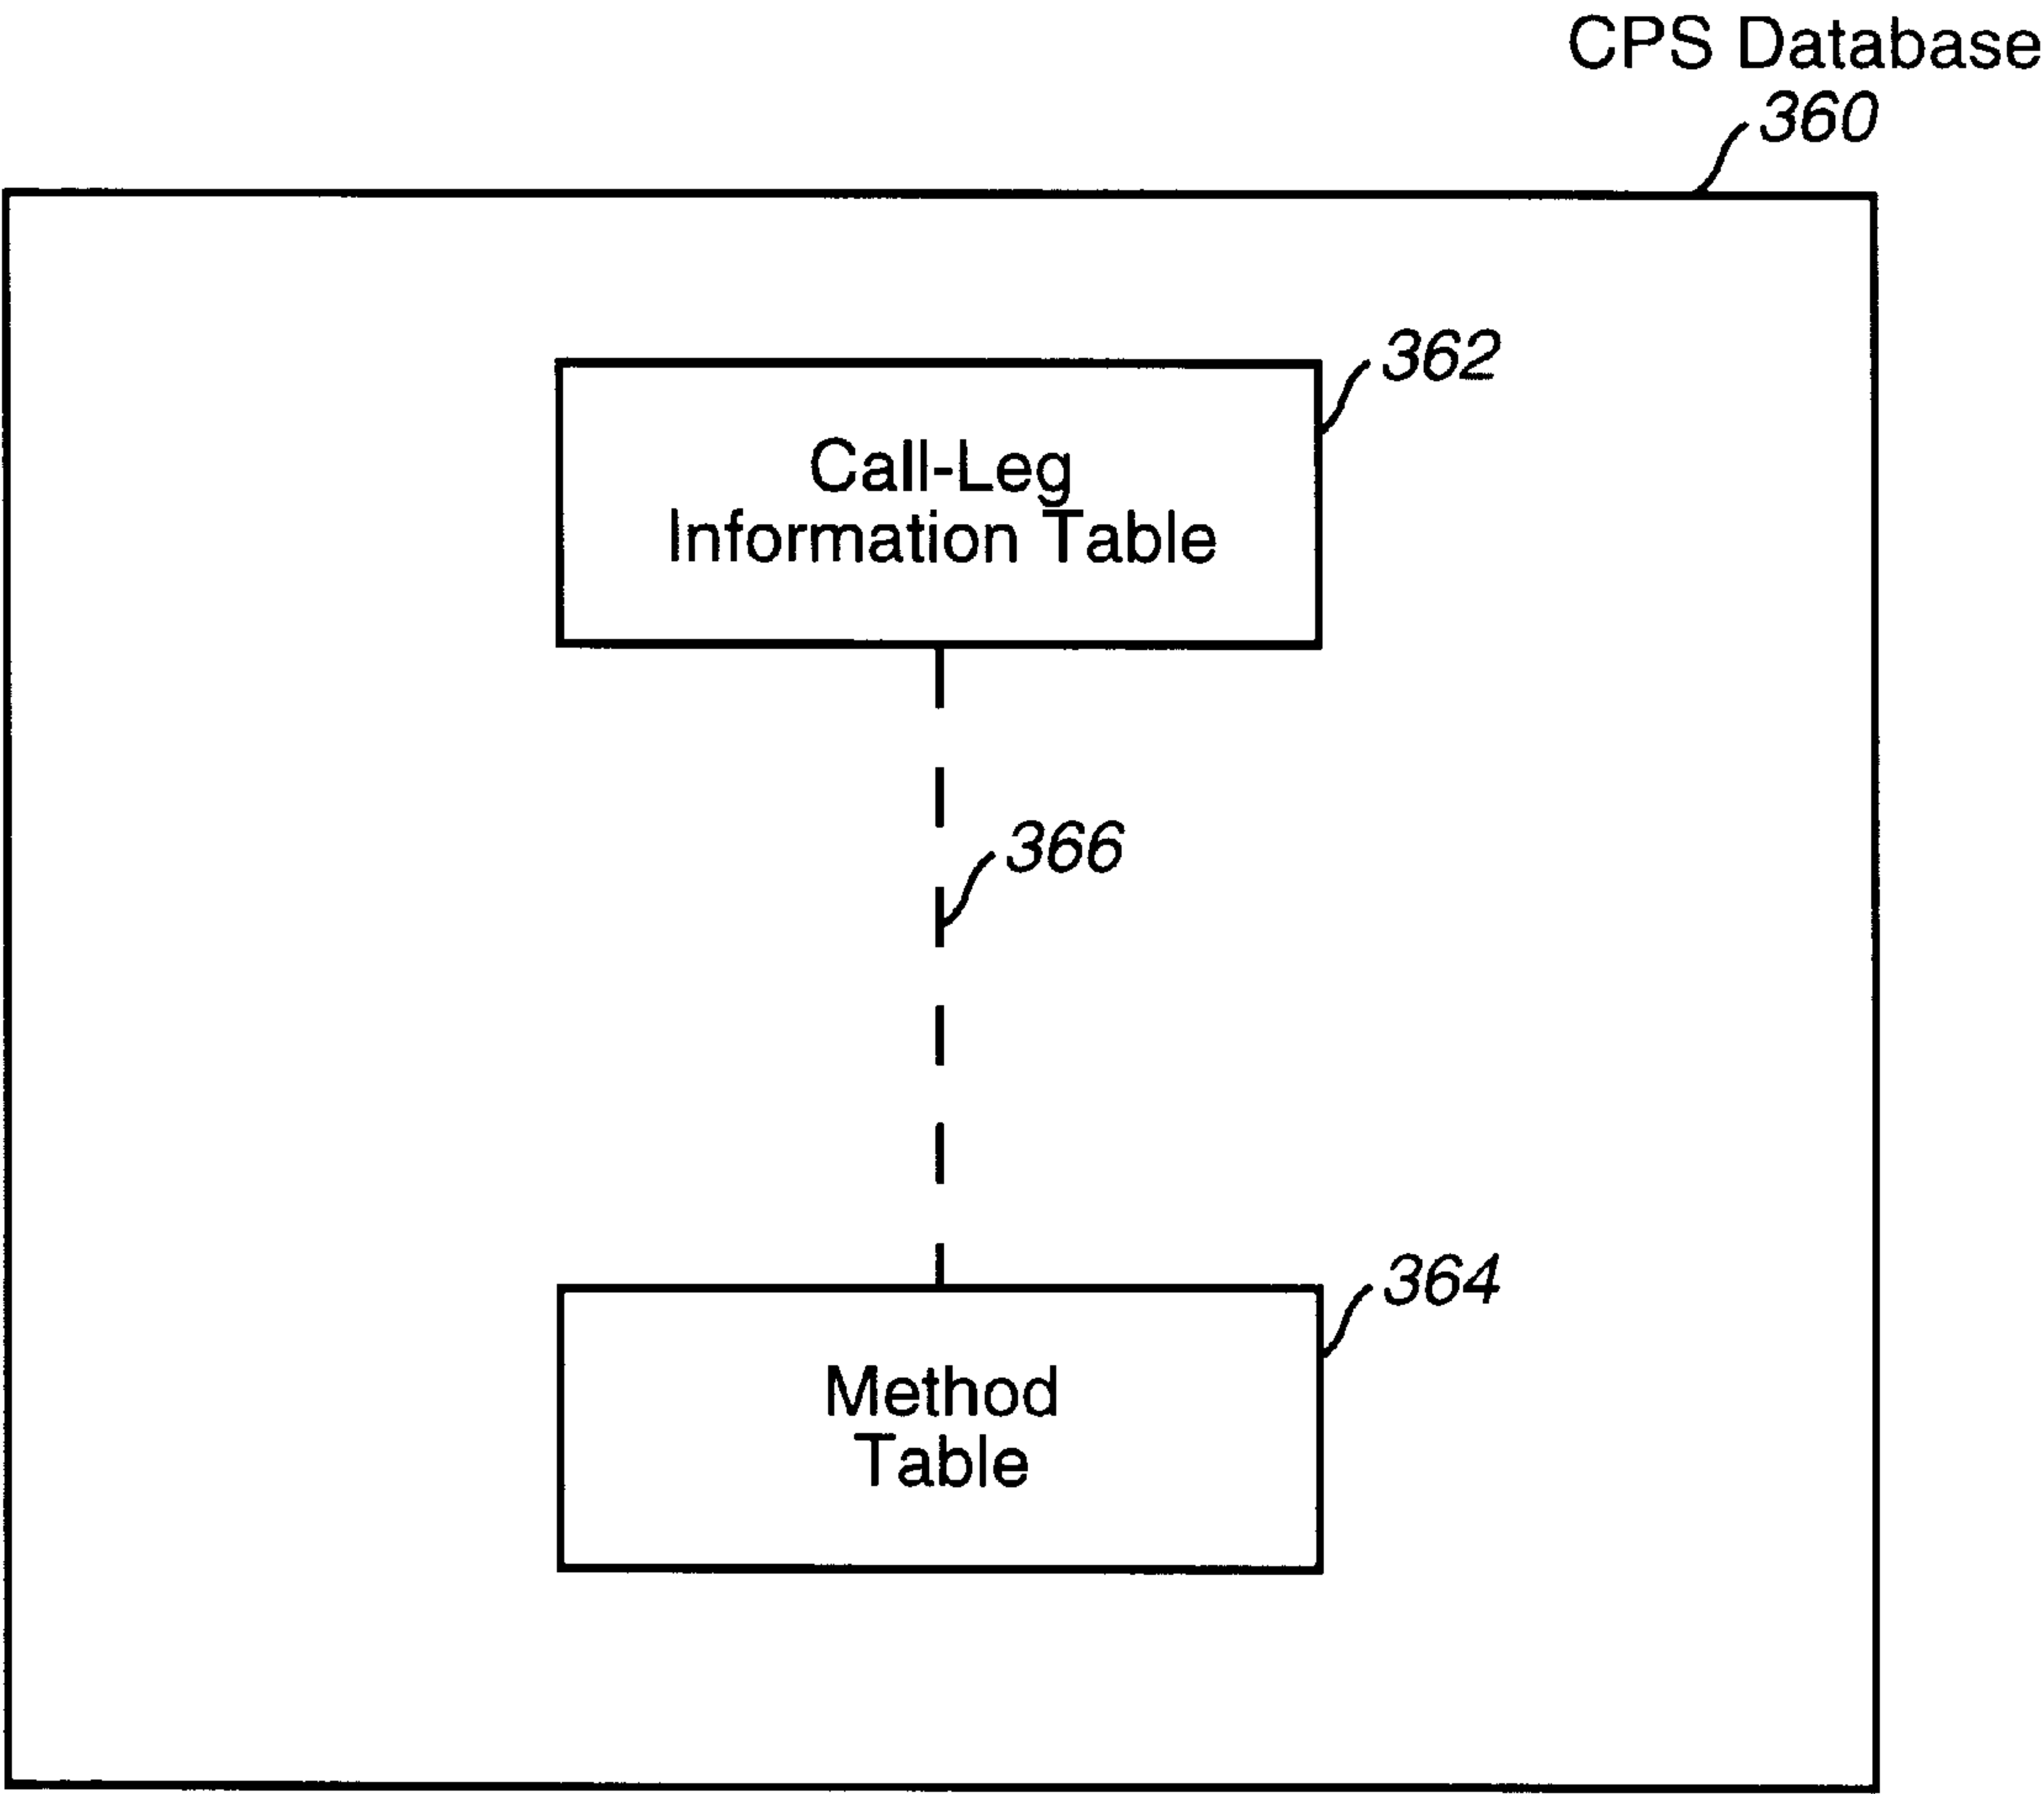 CPS Database
360
362
Call-Leg
Information Table
366
364
Method
Table